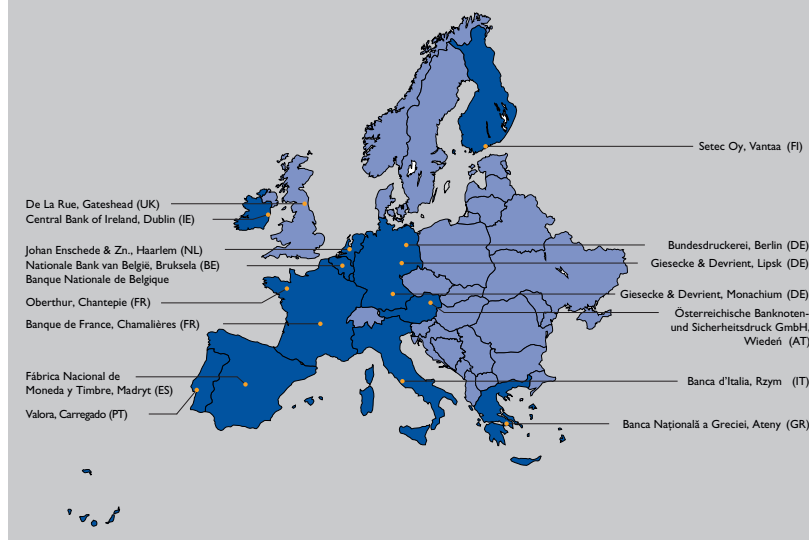 Setec Oy, Vantaa (FI)
De La Rue, Gateshead (UK)
Central Bank of Ireland, Dublin (IE)
Johan Enschede & Zn., Haarlem (NL)
Nationale Bank van België, Bruksela (BE)
Banque Nationale de Belgique
Oberthur, Chantepie (FR)
Banque de France, Chamalières (FR)
Fábrica Nacional de
Moneda y Timbre, Madryt (ES)
Valora, Carregado (PT)
Bundesdruckerei, Berlin (DE)
Giesecke & Devrient, Lipsk (DE)
Giesecke & Devrient, Monachium (DE)
Österreichische Banknoten-
und Sicherheitsdruck GmbH,
Wiedeń (AT)
Banca d'Italia, Rzym (IT)
Banca Naţională a Greciei, Ateny (GR)